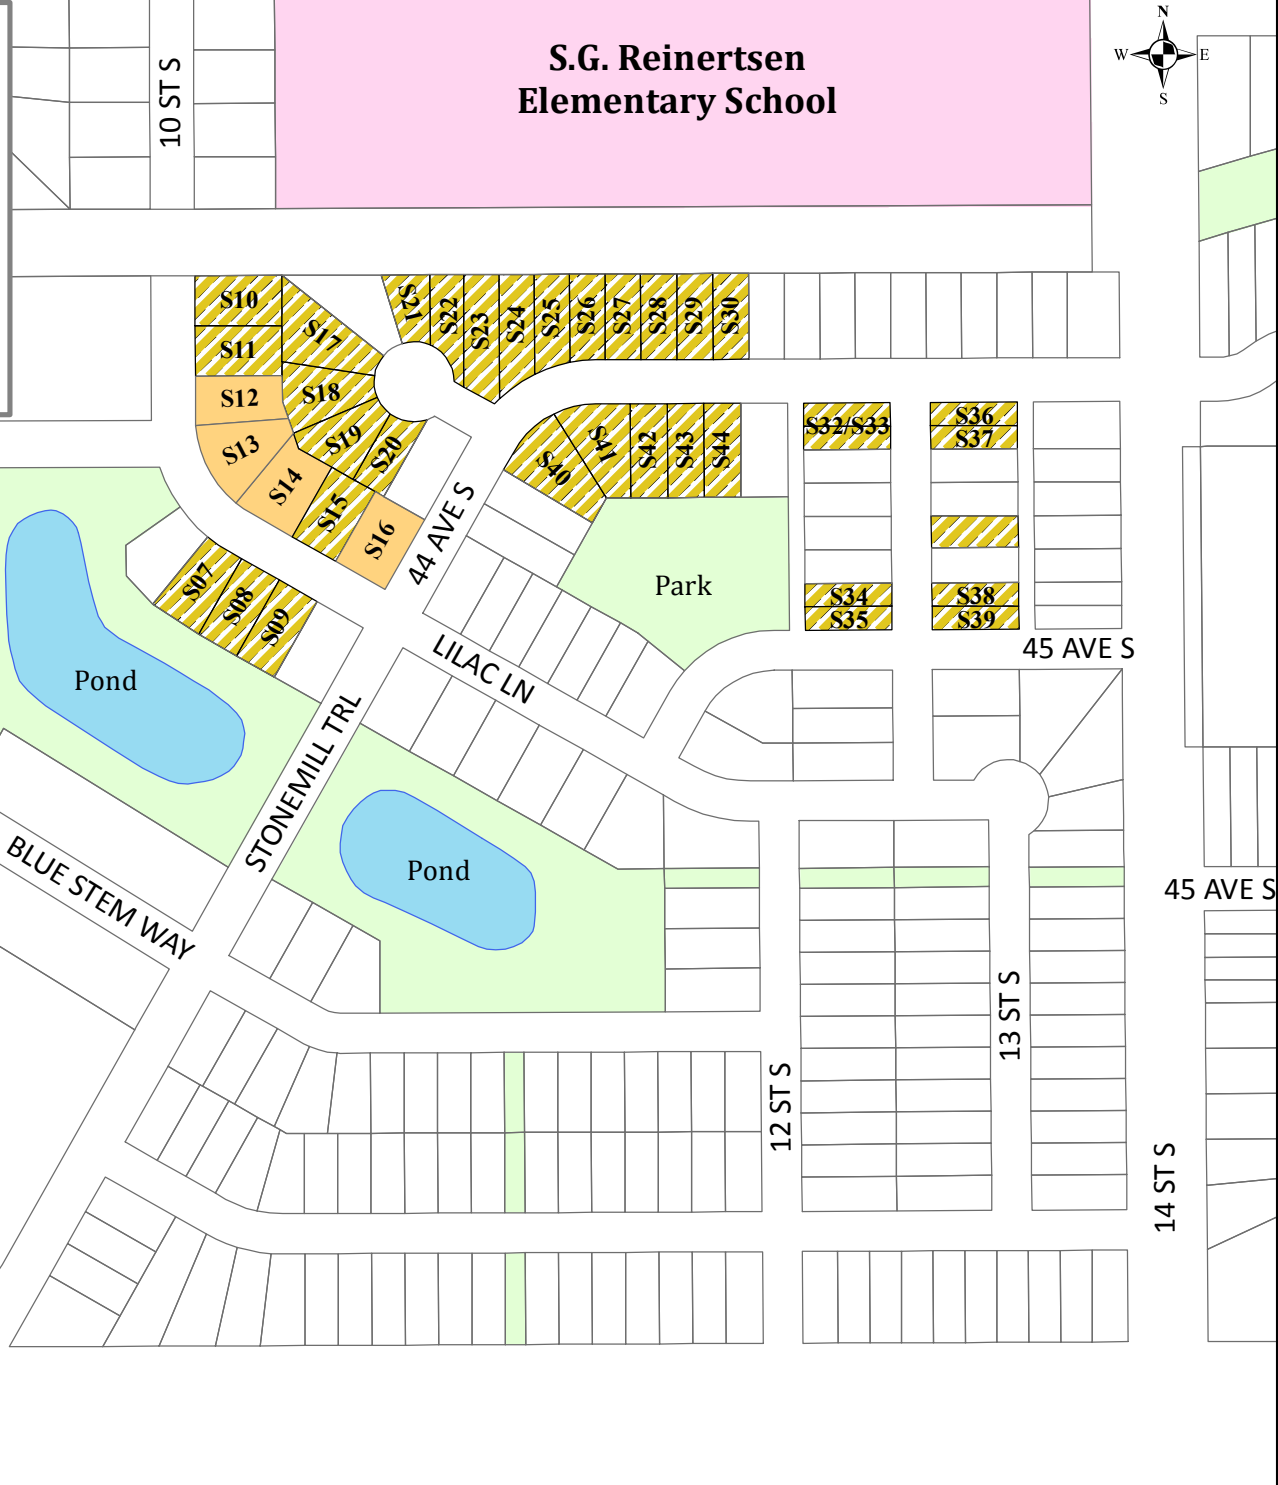 S.G. Reinertsen
Elementary School
N
W
E
S
10 ST S
S10
S11
S12
S13
S14
S15
S16
S17
S18
S19
S20
S21
S22
S23
S24
S25
S26
S27
S28
S29
S30
S40
S41
S42
S43
S44
S32/S33
S36
S37
S34
S35
S38
S39
S07
S08
S09
44 AVE S
Park
45 AVE S
LILAC LN
Pond
STONEMILL TRL
Pond
BLUE STEM WAY
45 AVE S
13 ST S
12 ST S
14 ST S